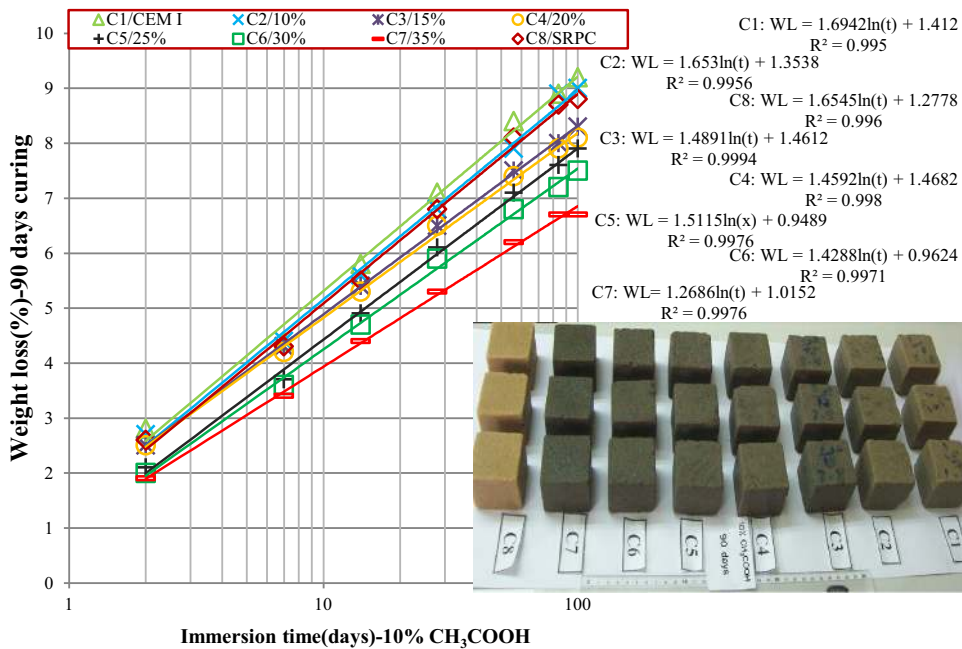 C1/CEM I C2/10% C3/15% C4/20%
C5/25% C6/30% C7/35% C8/SRPC
C1: WL = 1.6942ln(t) + 1.412
R² = 0.995
C2: WL = 1.653ln(t) + 1.3538
R² = 0.9956
C8: WL = 1.6545ln(t) + 1.2778
R² = 0.996
C3: WL = 1.4891ln(t) + 1.4612
R² = 0.9994
C4: WL = 1.4592ln(t) + 1.4682
R² = 0.998
C5: WL = 1.5115ln(x) + 0.9489
R² = 0.9976
C6: WL = 1.4288ln(t) + 0.9624
R² = 0.9971
C7: WL= 1.2686ln(t) + 1.0152
R² = 0.9976
Weight loss(%)-90 days curing
10
9
8
7
6
5
4
3
2
1
0
1 10 100
Immersion time(days)-10% CH₃COOH
C8 C7 C6 C5 C4 C3 C2 C1
10% CH₃COOH
90 days